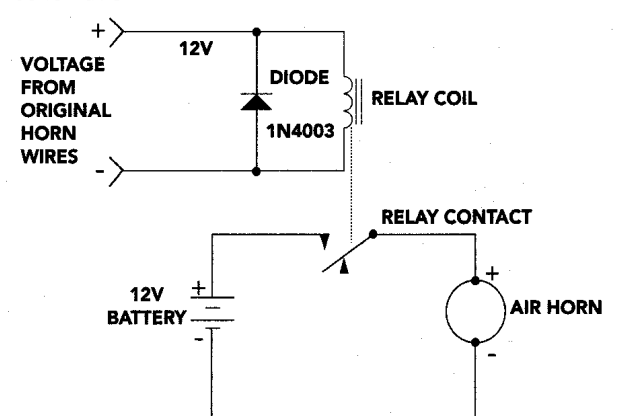 +
12V
VOLTAGE
FROM
ORIGINAL
HORN
WIRES
-
DIODE
1N4003
RELAY COIL
RELAY CONTACT
12V
BATTERY
+
-
+
AIR HORN
-